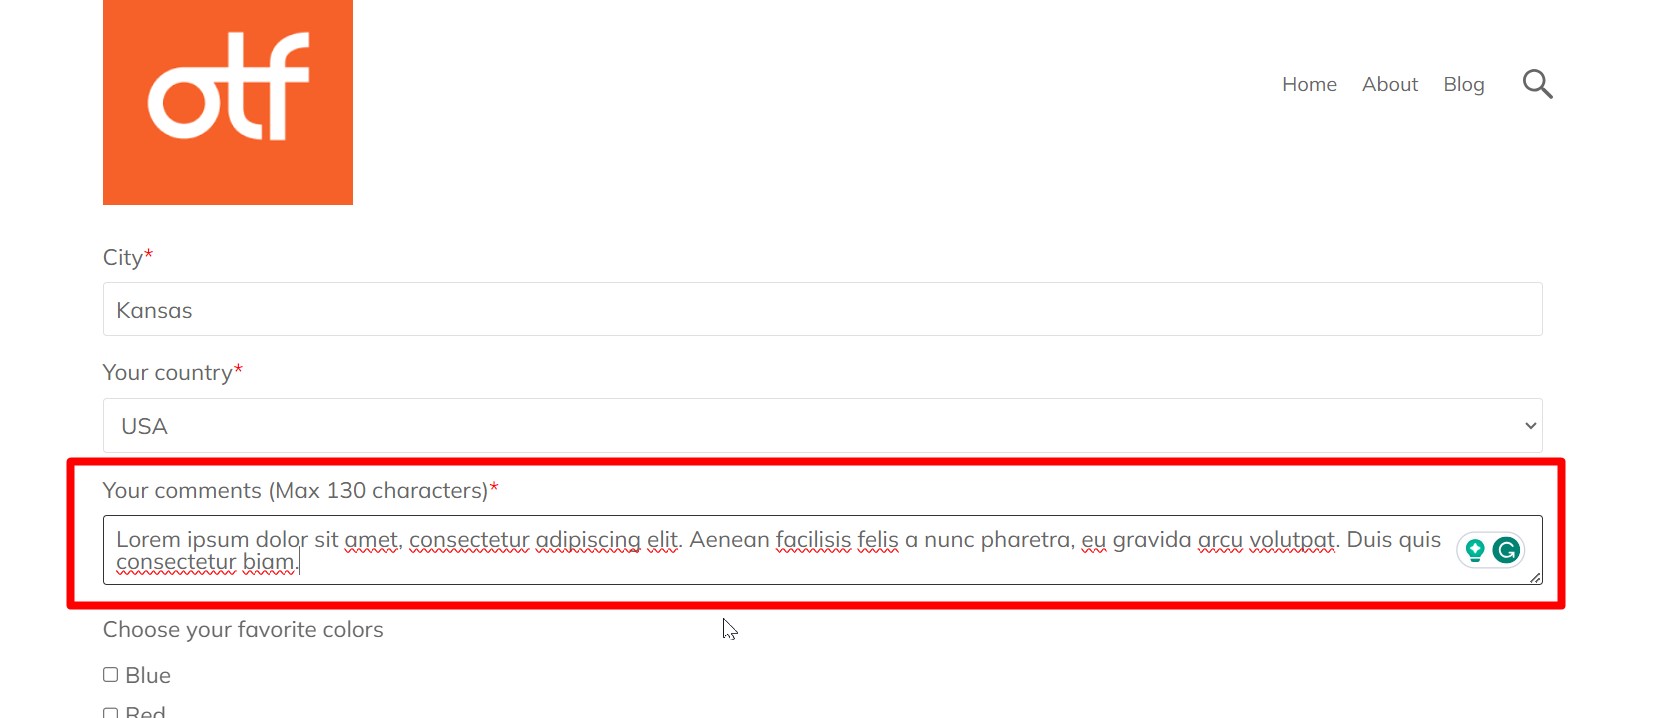 otf
Home About Blog
City*
Kansas
Your country*
USA
Your comments (Max 130 characters)*
Lorem ipsum dolor sit amet, consectetur adipiscing elit. Aenean facilisis felis a nunc pharetra, eu gravida arcu volutpat. Duis quis
consectetur biam.
Choose your favorite colors
Blue
Red